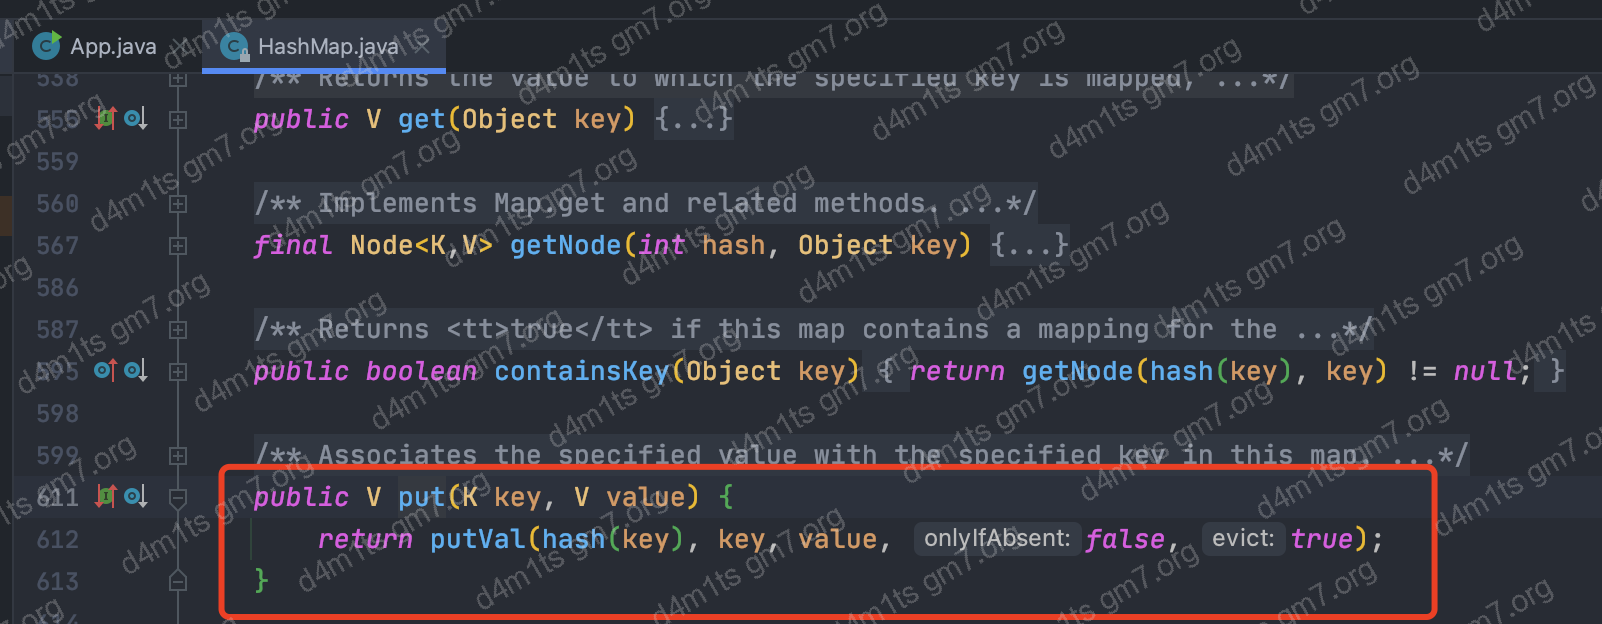 App.java HashMap.java
538 /** Returns the value to which the specified key is mapped, ...*/
public V get(Object key) {...}
559
560 /** Implements Map.get and related methods. ...*/
567 final Node<K,V> getNode(int hash, Object key) {...}
586
587 /** Returns <tt>true</tt> if this map contains a mapping for the ...*/
595 public boolean containsKey(Object key) { return getNode(hash(key), key) != null; }
598
599 /** Associates the specified value with the specified key in this map. ...*/
611 public V put(K key, V value) {
612 return putVal(hash(key), key, value, onlyIfAbsent: false, evict: true);
613 }
d4m1ts gm7.org